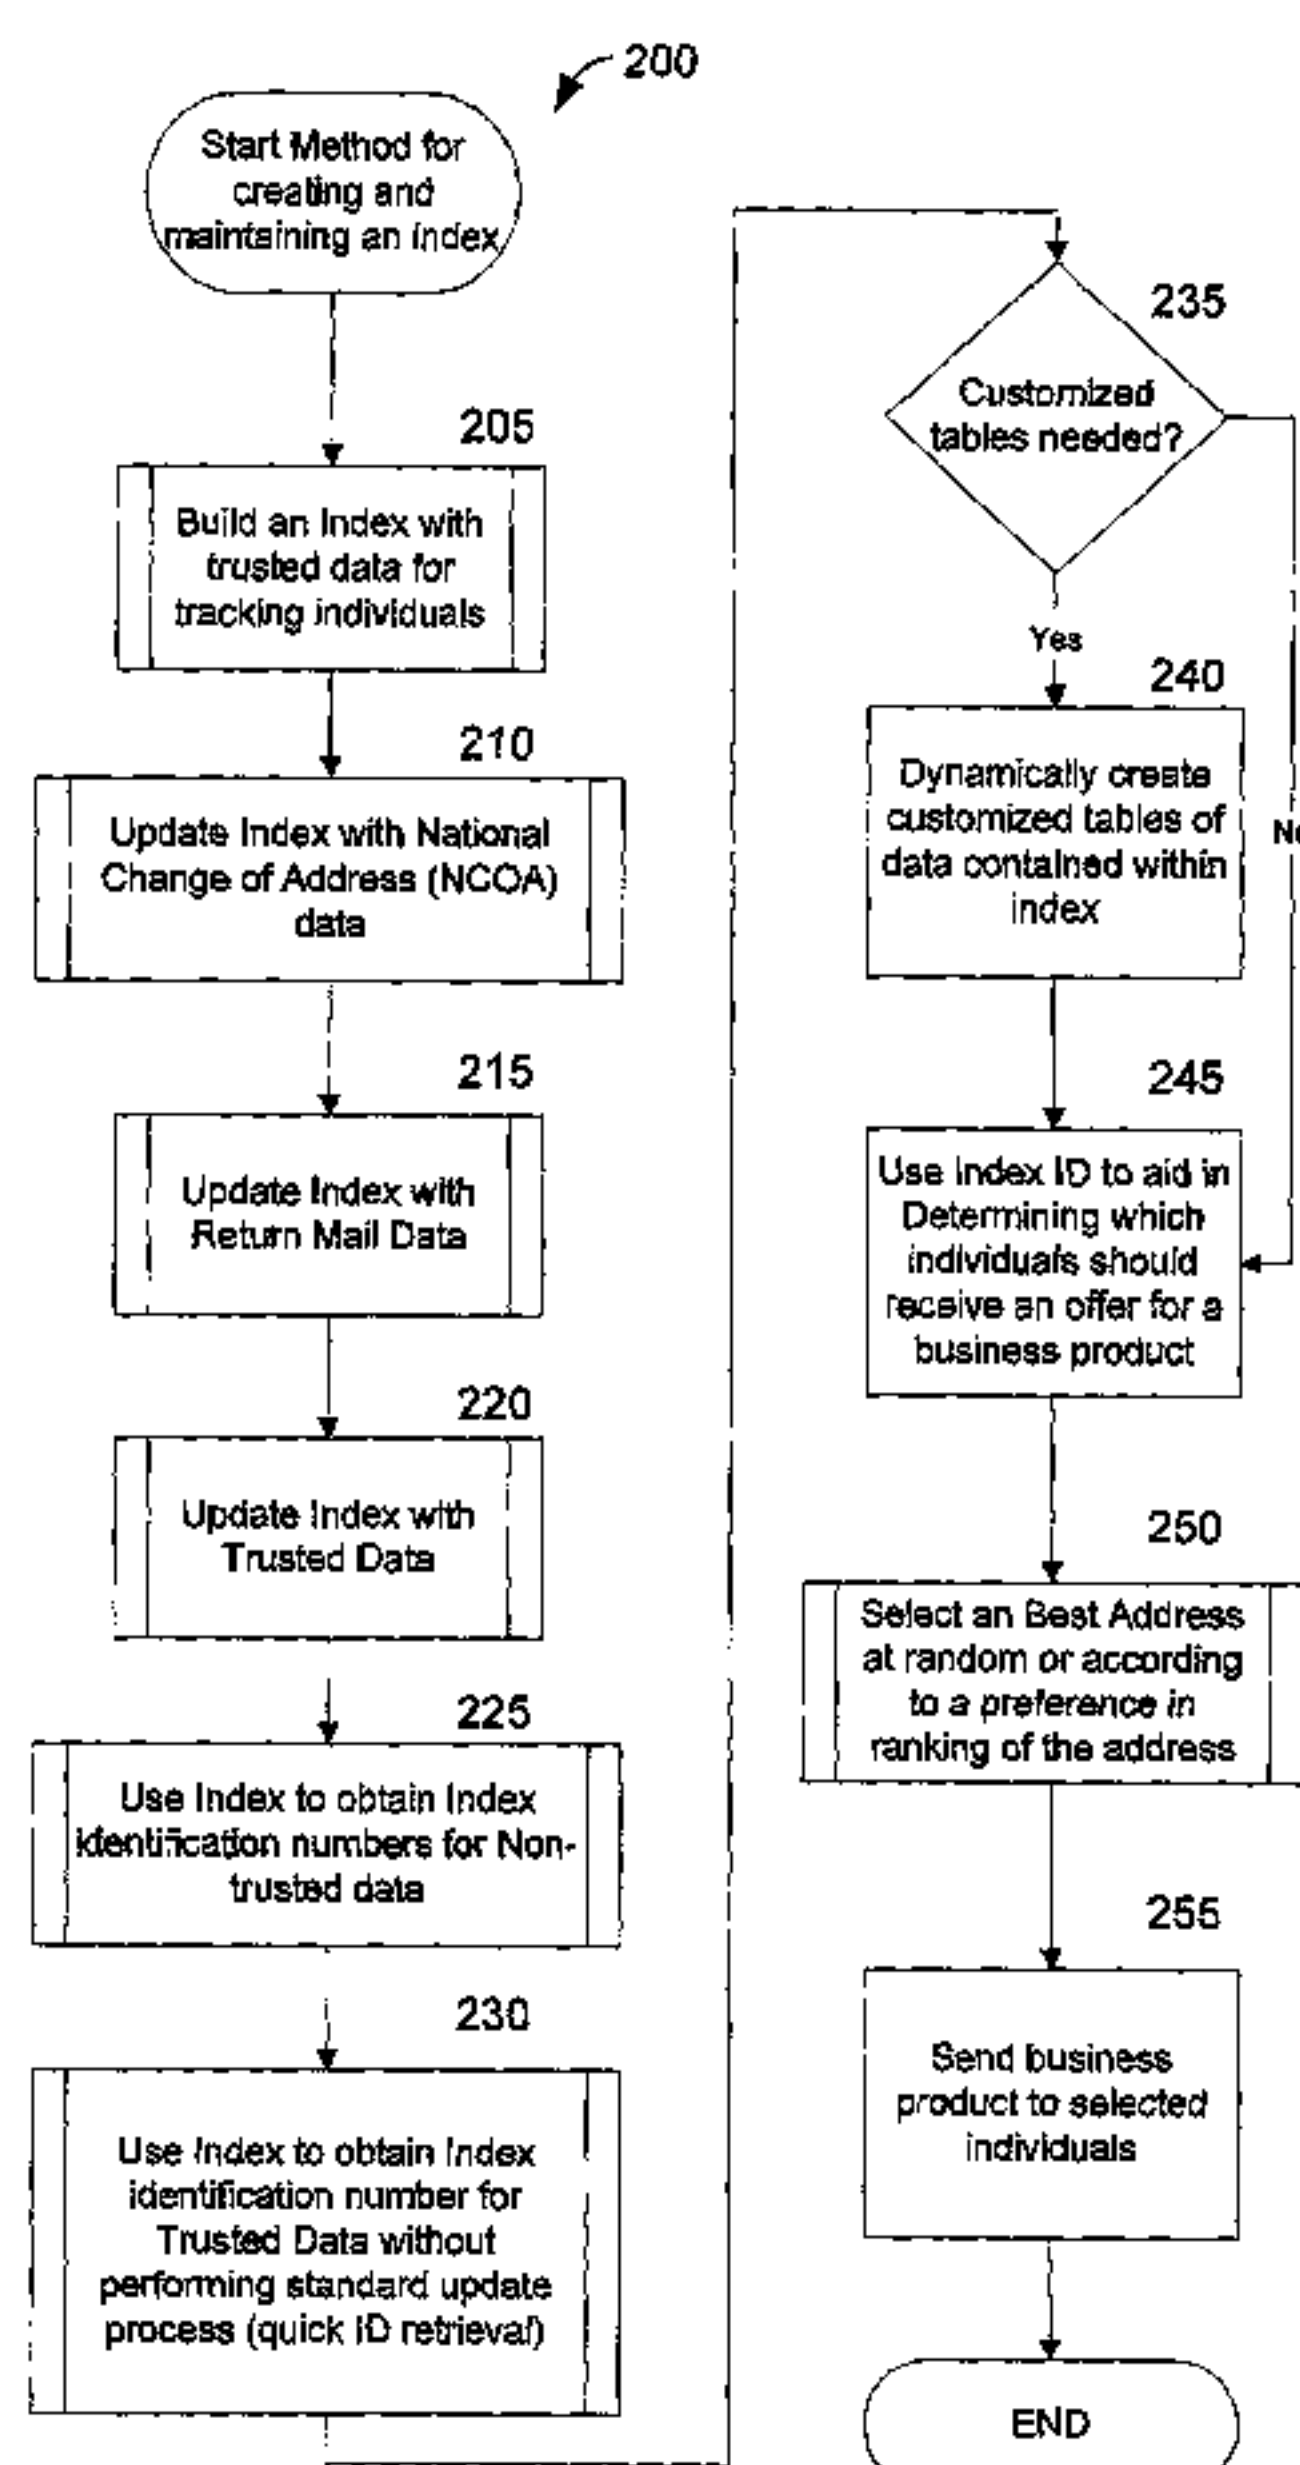 200
Start Method for
creating and
maintaining an Index
205
Build an Index with
trusted data for
tracking individuals
210
Update Index with National
Change of Address (NCOA)
data
215
Update Index with
Return Mail Data
220
Update Index with
Trusted Data
225
Use Index to obtain Index
identification numbers for Non-
trusted data
230
Use Index to obtain Index
identification number for
Trusted Data without
performing standard update
process (quick ID retrieval)
235
Customized
tables needed?
Yes
240
Dynamically create
customized tables of
data contained within
index
245
Use Index ID to aid in
Determining which
individuals should
receive an offer for a
business product
250
Select an Best Address
at random or according
to a preference in
ranking of the address
255
Send business
product to selected
individuals
END